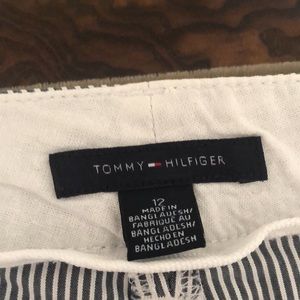 TOMMY HILFIGER
12
MADE IN
BANGLADESH/
FABRIQUÉ AU
BANGLADESH/
HECHO EN
BANGLADESH